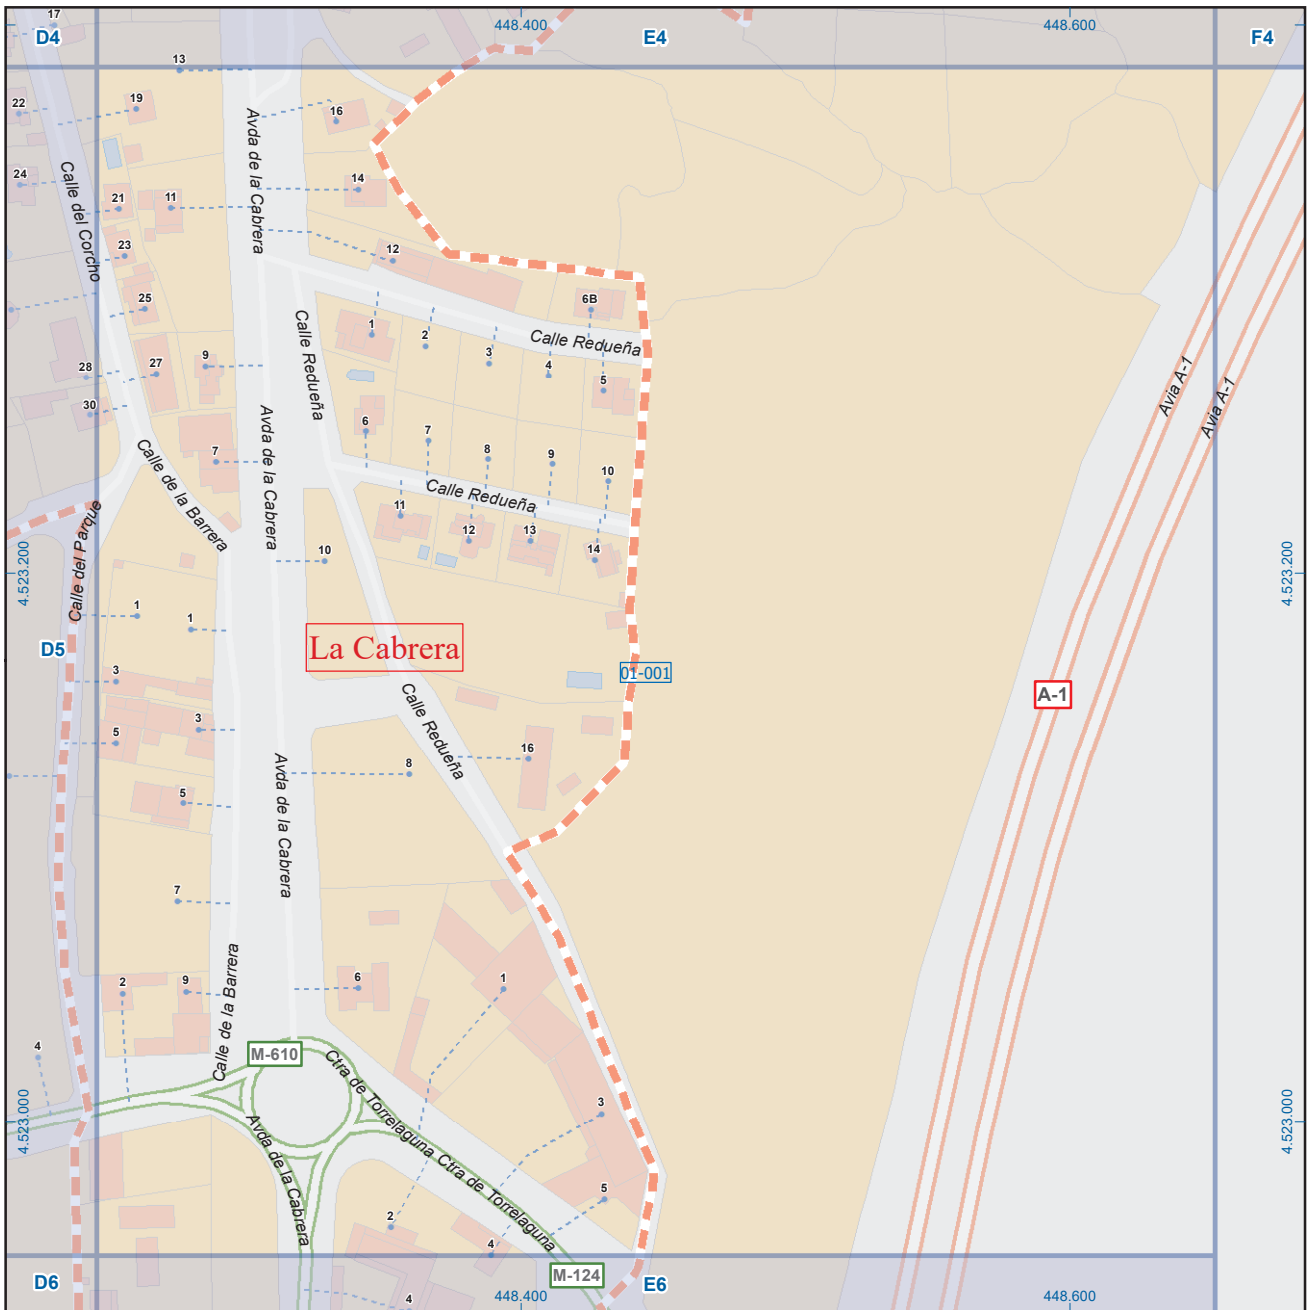 17
448.400
448.600
D4
E4
F4
13
22
19
16
Avda de la Cabrera
Calle del Corcho
24
14
21
11
23
12
25
6B
1
2
3
4
5
Calle Redueña
Calle Redueña
9
27
28
30
Avia A-1
Avia A-1
Avda de la Cabrera
6
7
8
9
10
7
Calle de la Barrera
Calle Redueña
11
12
13
14
10
Calle del Parque
4.523.200
4.523.200
1
1
La Cabrera
D5
01-001
3
A-1
Calle Redueña
3
5
16
8
Avda de la Cabrera
5
7
Calle de la Barrera
2
9
6
1
4
M-610
Ctra de Torrelaguna
Ctra de Torrelaguna
3
4.523.000
4.523.000
Avda de la Cabrera
5
2
4
D6
M-124
E6
4
448.400
448.600